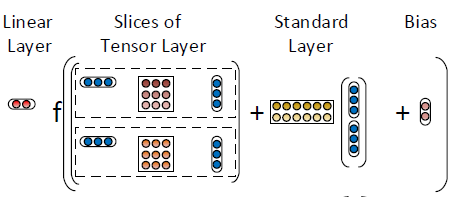 Linear Layer
Slices of Tensor Layer
Standard Layer
Bias
f
+
+